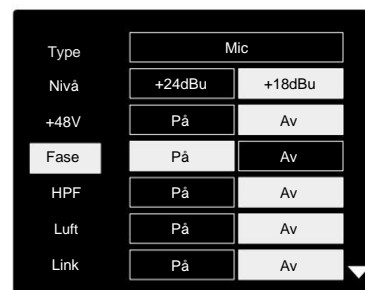 Type Mic
Nivå +24dBu +18dBu
+48V På Av
Fase På Av
HPF På Av
Luft På Av
Link På Av